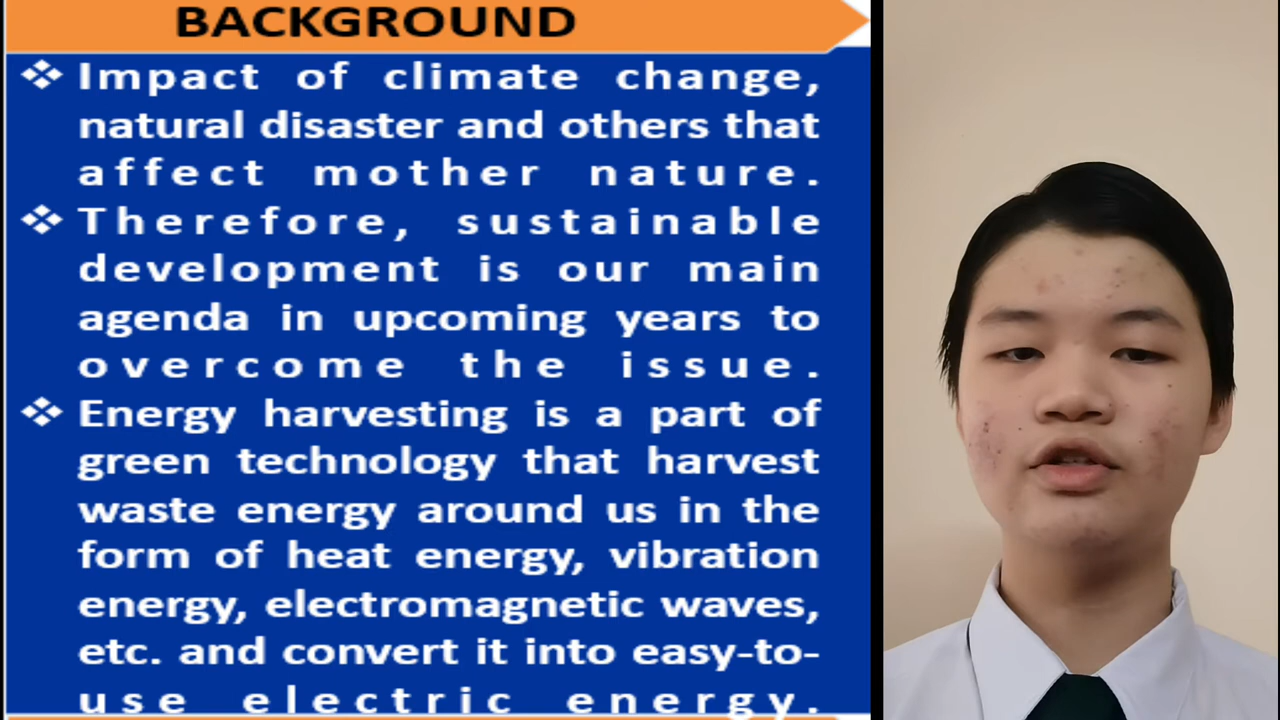 BACKGROUND
❖ Impact of climate change,
natural disaster and others that
affect mother nature.
❖ Therefore, sustainable
development is our main
agenda in upcoming years to
overcome the issue.
❖ Energy harvesting is a part of
green technology that harvest
waste energy around us in the
form of heat energy, vibration
energy, electromagnetic waves,
etc. and convert it into easy-to-
use electric energy.